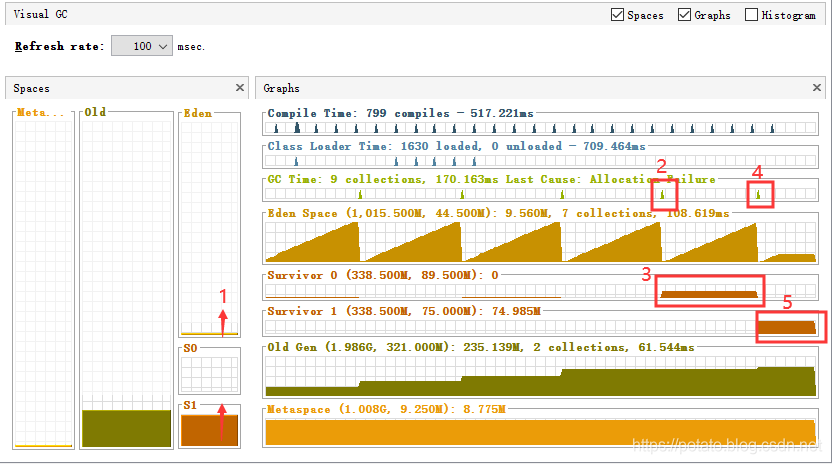 Visual GC
Spaces Graphs Histogram
Refresh rate: 100 msec.
Spaces
Meta... Old Eden
1
S0
S1
Graphs
Compile Time: 799 compiles - 517.221ms
Class Loader Time: 1630 loaded, 0 unloaded - 709.464ms
2 4
GC Time: 9 collections, 170.163ms Last Cause: Allocation Failure
Eden Space (1,015.500M, 44.500M): 9.560M, 7 collections, 108.619ms
Survivor 0 (338.500M, 89.500M): 0
3
Survivor 1 (338.500M, 75.000M): 74.985M
5
Old Gen (1.986G, 321.000M): 235.139M, 2 collections, 61.544ms
Metaspace (1.008G, 9.250M): 8.775M
https://potato.blog.csdn.net